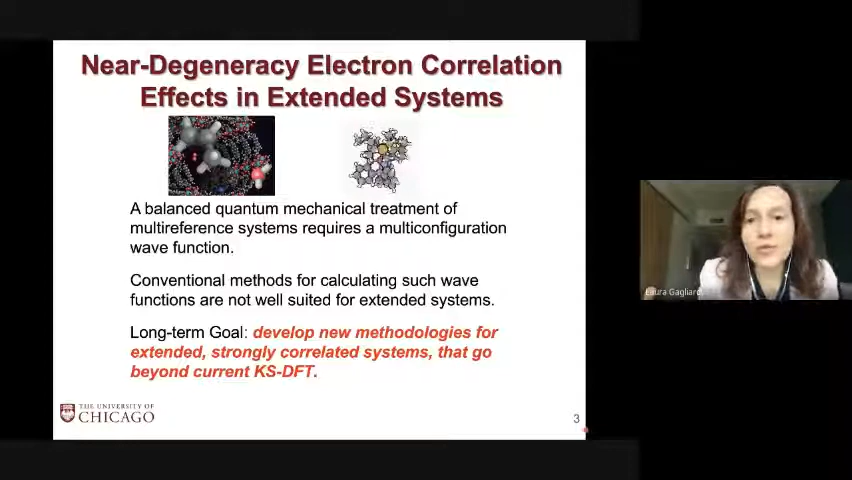 Near-Degeneracy Electron Correlation
Effects in Extended Systems
A balanced quantum mechanical treatment of
multireference systems requires a multiconfiguration
wave function.
Conventional methods for calculating such wave
functions are not well suited for extended systems.
Long-term Goal: develop new methodologies for
extended, strongly correlated systems, that go
beyond current KS-DFT.
THE UNIVERSITY OF
CHICAGO
3
Laura Gagliardi